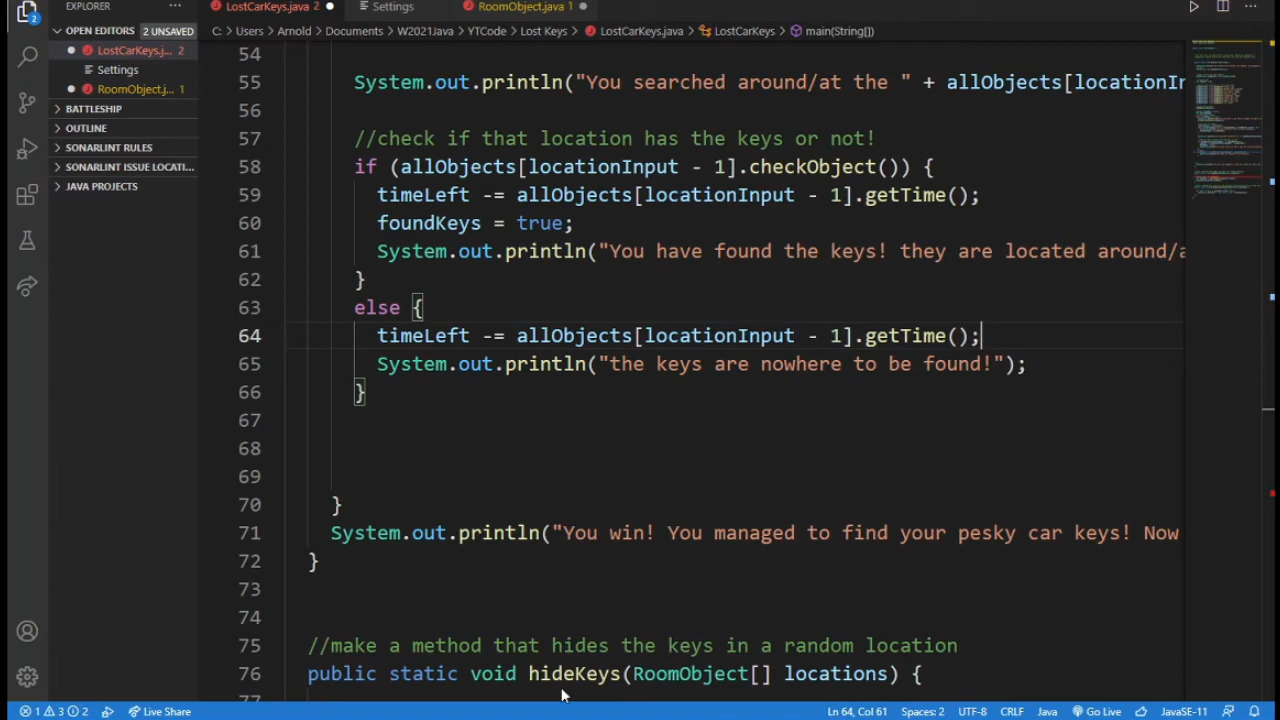 EXPLORER ···
LostCarKeys.java 2
Settings
RoomObject.java 1
···
2
OPEN EDITORS 2 UNSAVED
LostCarKeys.j... 2
Settings
RoomObject.j... 1
BATTLESHIP
OUTLINE
SONARLINT RULES
SONARLINT ISSUE LOCATI...
JAVA PROJECTS
C: > Users > Arnold > Documents > W2021Java > YTCode > Lost Keys > LostCarKeys.java > LostCarKeys > main(String[])
54
55 System.out.println("You searched around/at the " + allObjects[locationIn
56
57 //check if that location has the keys or not!
58 if (allObjects[locationInput - 1].checkObject()) {
59 timeLeft -= allObjects[locationInput - 1].getTime();
60 foundKeys = true;
61 System.out.println("You have found the keys! they are located around/a
62 }
63 else {
64 timeLeft -= allObjects[locationInput - 1].getTime();
65 System.out.println("the keys are nowhere to be found!");
66 }
67
68
69
70 }
71 System.out.println("You win! You managed to find your pesky car keys! Now
72 }
73
74
75 //make a method that hides the keys in a random location
76 public static void hideKeys(RoomObject[] locations) {
77
1 3 2 Live Share Ln 64, Col 61 Spaces: 2 UTF-8 CRLF Java Go Live JavaSE-11